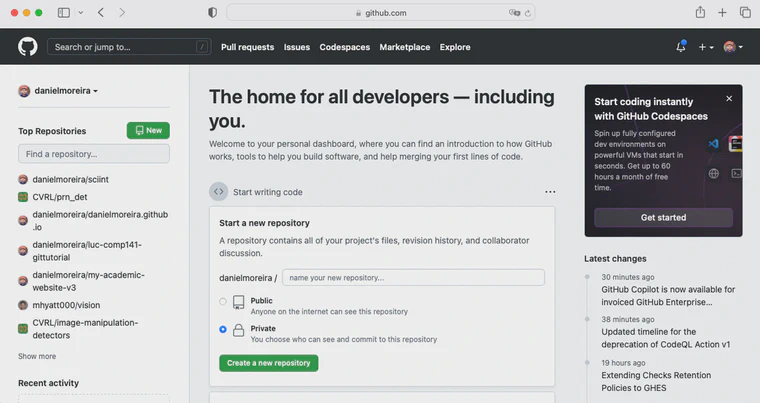 github.com
Search or jump to...
/
Pull requests
Issues
Codespaces
Marketplace
Explore
danielmoreira
Top Repositories
New
Find a repository...
danielmoreira/sciint
CVRL/prn_det
danielmoreira/danielmoreira.github
.io
danielmoreira/luc-comp141-
gittutorial
danielmoreira/my-academic-
website-v3
mhyatt000/vision
CVRL/image-manipulation-
detectors
Show more
Recent activity
The home for all developers — including
you.
Welcome to your personal dashboard, where you can find an introduction to how GitHub
works, tools to help you build software, and help merging your first lines of code.
Start writing code
Start a new repository
A repository contains all of your project's files, revision history, and collaborator
discussion.
danielmoreira /
name your new repository...
Public
Anyone on the internet can see this repository
Private
You choose who can see and commit to this repository
Create a new repository
Start coding instantly
with GitHub Codespaces
Spin up fully configured
dev environments on
powerful VMs that start in
seconds. Get up to 60
hours a month of free
time.
Get started
Latest changes
30 minutes ago
GitHub Copilot is now available for
invoiced GitHub Enterprise...
38 minutes ago
Updated timeline for the
deprecation of CodeQL Action v1
19 hours ago
Extending Checks Retention
Policies to GHES